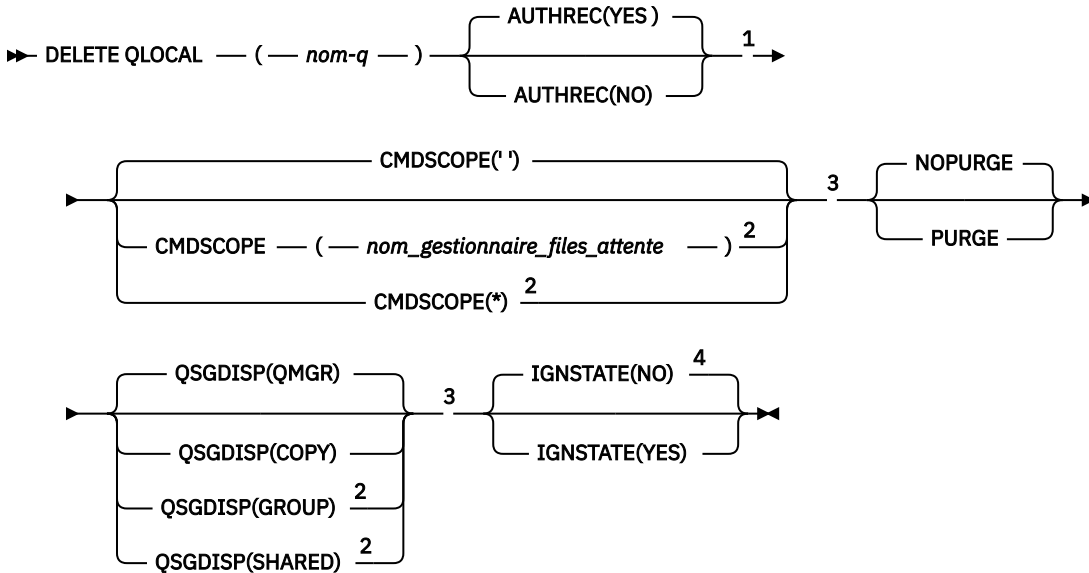 AUTHREC(YES )
DELETE QLOCAL ( nom-q ) 1
AUTHREC(NO)
CMDSCOPE(' ') 3 NOPURGE
CMDSCOPE ( nom_gestionnaire_files_attente ) 2 PURGE
CMDSCOPE(*) 2
QSGDISP(QMGR) 3 IGNSTATE(NO) 4
QSGDISP(COPY) IGNSTATE(YES)
QSGDISP(GROUP) 2
QSGDISP(SHARED) 2